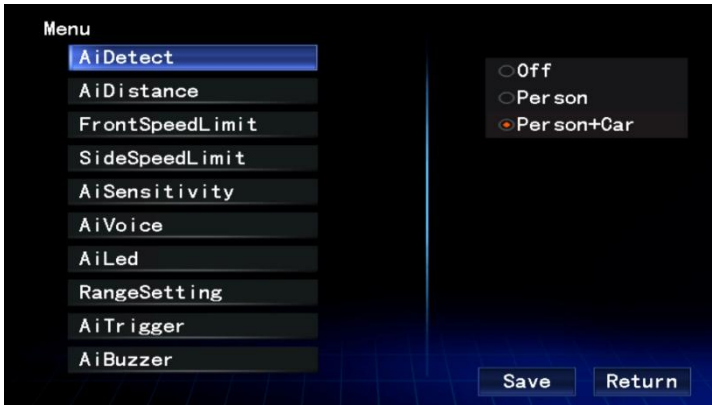 Menu
AiDetect
AiDistance
FrontSpeedLimit
SideSpeedLimit
AiSensitivity
AiVoice
AiLed
RangeSetting
AiTrigger
AiBuzzer
Off
Person
Person+Car
Save
Return